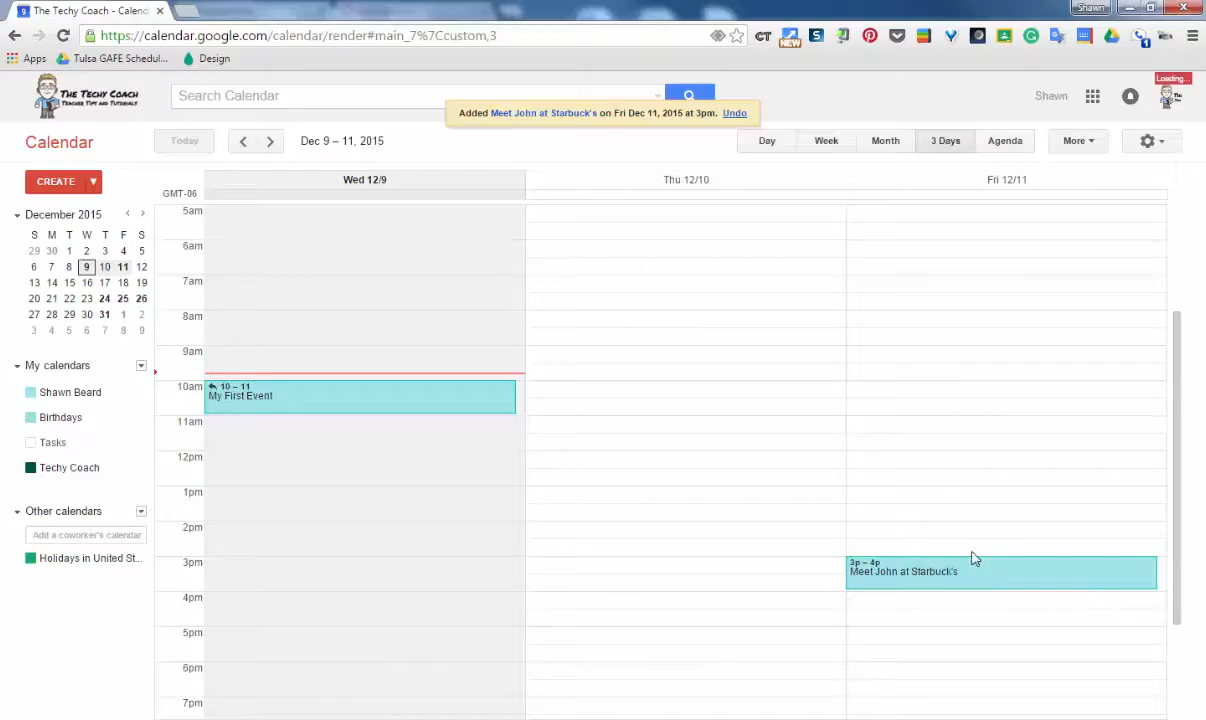 The Techy Coach - Calend
Shawn
https://calendar.google.com/calendar/render#main_7%7Ccustom,3
Apps
Tulsa GAFE Schedul...
Design
THE TECHY COACH
TEACHER TIPS AND TUTORIALS
Search Calendar
Added Meet John at Starbuck's on Fri Dec 11, 2015 at 3pm. Undo
Shawn
Loading...
Calendar
Today
Dec 9 – 11, 2015
Day
Week
Month
3 Days
Agenda
More
CREATE
December 2015
S M T W T F S
29 30 1 2 3 4 5
6 7 8 9 10 11 12
13 14 15 16 17 18 19
20 21 22 23 24 25 26
27 28 29 30 31 1 2
3 4 5 6 7 8 9
My calendars
Shawn Beard
Birthdays
Tasks
Techy Coach
Other calendars
Add a coworker's calendar
Holidays in United St...
GMT-06
Wed 12/9
Thu 12/10
Fri 12/11
5am
6am
7am
8am
9am
10am
11am
12pm
1pm
2pm
3pm
4pm
5pm
6pm
7pm
10 – 11
My First Event
3p – 4p
Meet John at Starbuck's